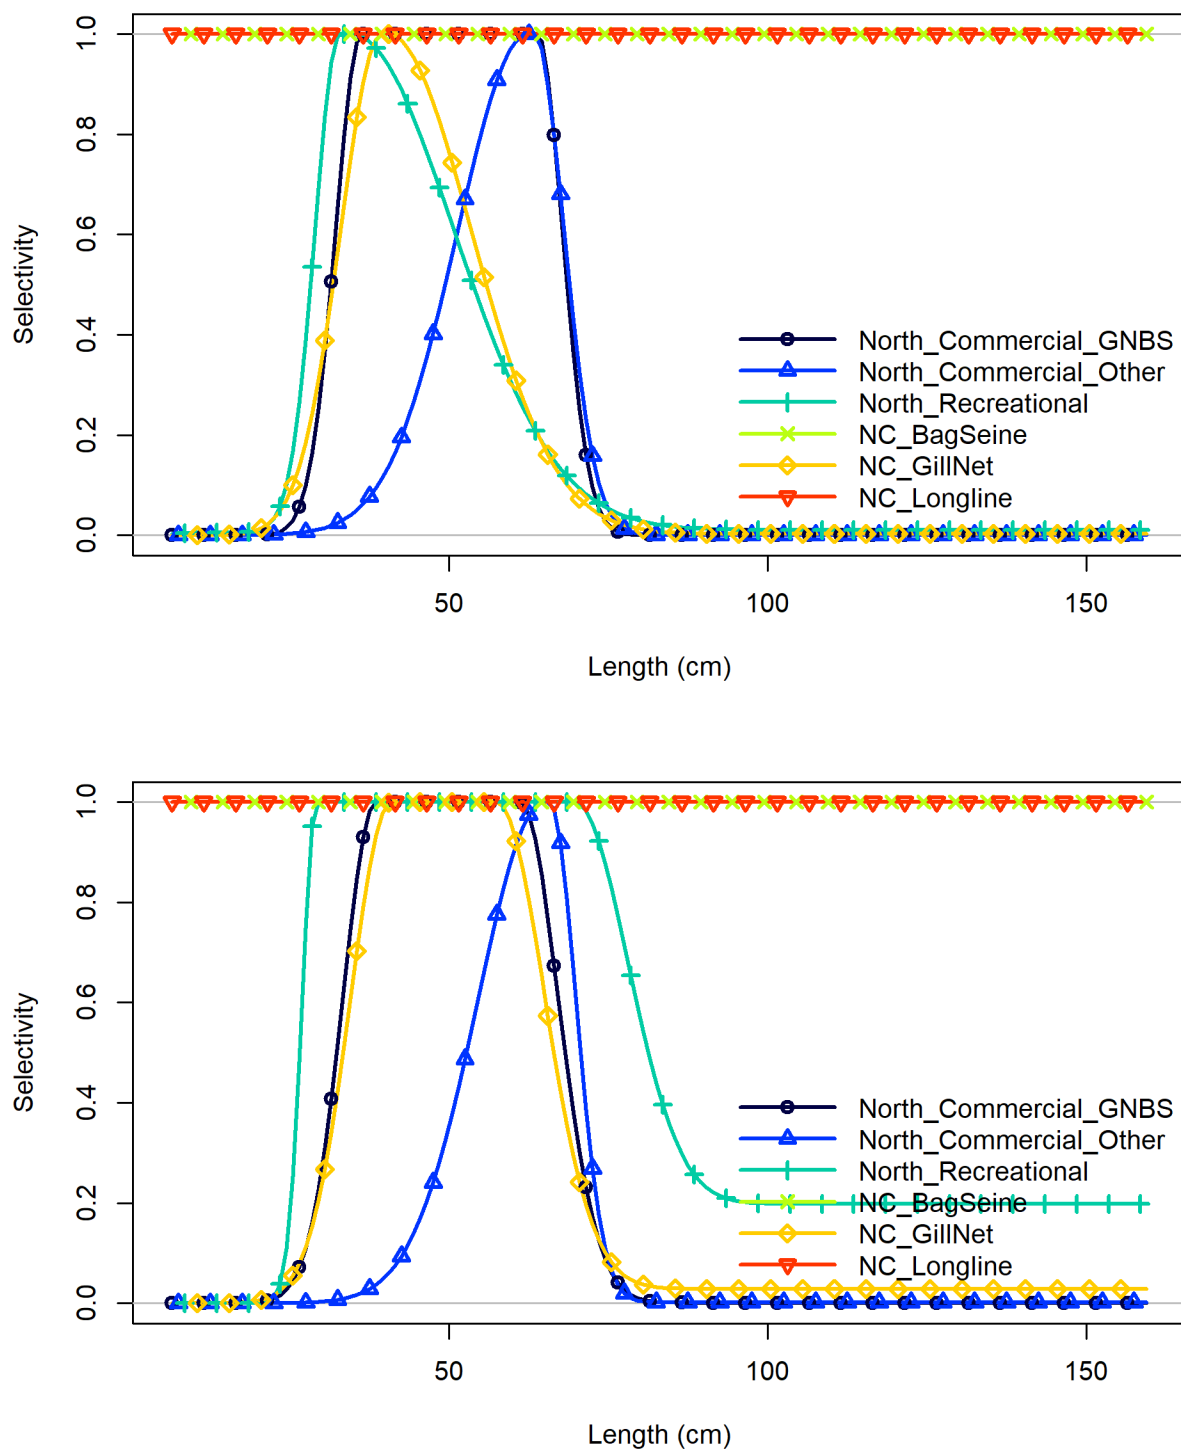 1.0
0.8
0.6
0.4
0.2
0.0
Selectivity
North_Commercial_GNBS
North_Commercial_Other
North_Recreational
NC_BagSeine
NC_GillNet
NC_Longline
50 100 150
Length (cm)
1.0
0.8
0.6
0.4
0.2
0.0
Selectivity
North_Commercial_GNBS
North_Commercial_Other
North_Recreational
NC_BagSeine
NC_GillNet
NC_Longline
50 100 150
Length (cm)